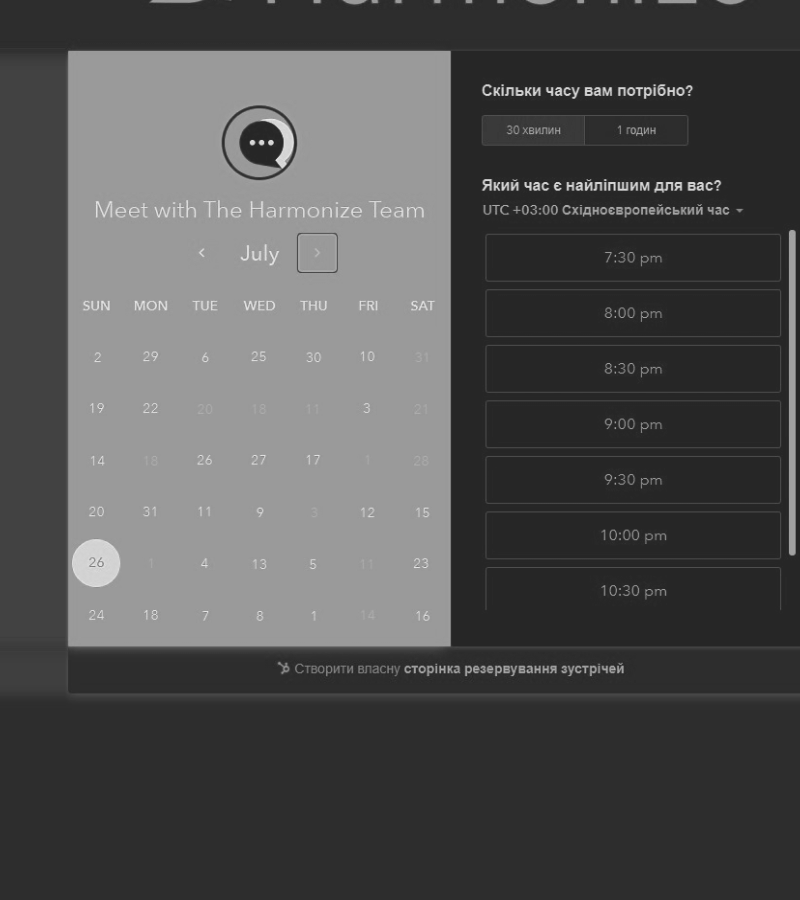 Скільки часу вам потрібно?
30 хвилин 1 годин
Meet with The Harmonize Team
July
SUN MON TUE WED THU FRI SAT
2 29 6 25 30 10 31
19 22 20 18 11 3 21
14 18 26 27 17 1 28
20 31 11 9 3 12 15
26 1 4 13 5 11 23
24 18 7 8 1 14 16
Який час є найліпшим для вас?
UTC +03:00 Східноєвропейський час
7:30 pm
8:00 pm
8:30 pm
9:00 pm
9:30 pm
10:00 pm
10:30 pm
Створити власну сторінка резервування зустрічей